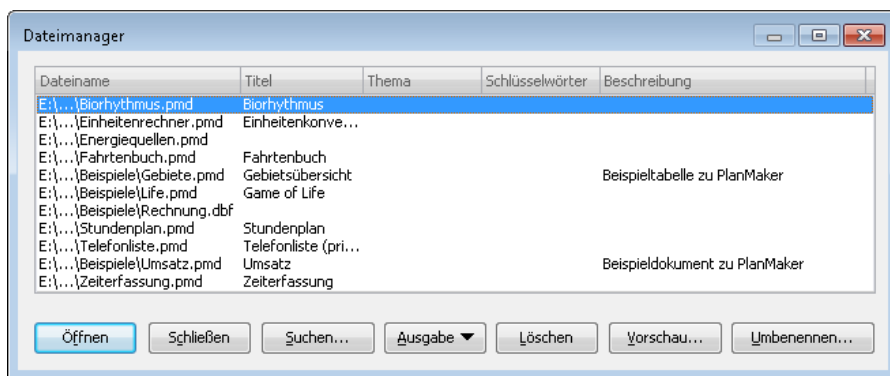 Dateimanager
Dateiname Titel Thema Schlüsselwörter Beschreibung
E:\...\Biorhythmus.pmd Biorhythmus
E:\...\Einheitenrechner.pmd Einheitenkonve...
E:\...\Energiequellen.pmd
E:\...\Fahrtenbuch.pmd Fahrtenbuch
E:\...\Beispiele\Gebiete.pmd Gebietsübersicht Beispieltabelle zu PlanMaker
E:\...\Beispiele\Life.pmd Game of Life
E:\...\Beispiele\Rechnung.dbf
E:\...\Stundenplan.pmd Stundenplan
E:\...\Telefonliste.pmd Telefonliste (pri...
E:\...\Beispiele\Umsatz.pmd Umsatz Beispieldokument zu PlanMaker
E:\...\Zeiterfassung.pmd Zeiterfassung
Öffnen Schließen Suchen... Ausgabe Löschen Vorschau... Umbenennen...